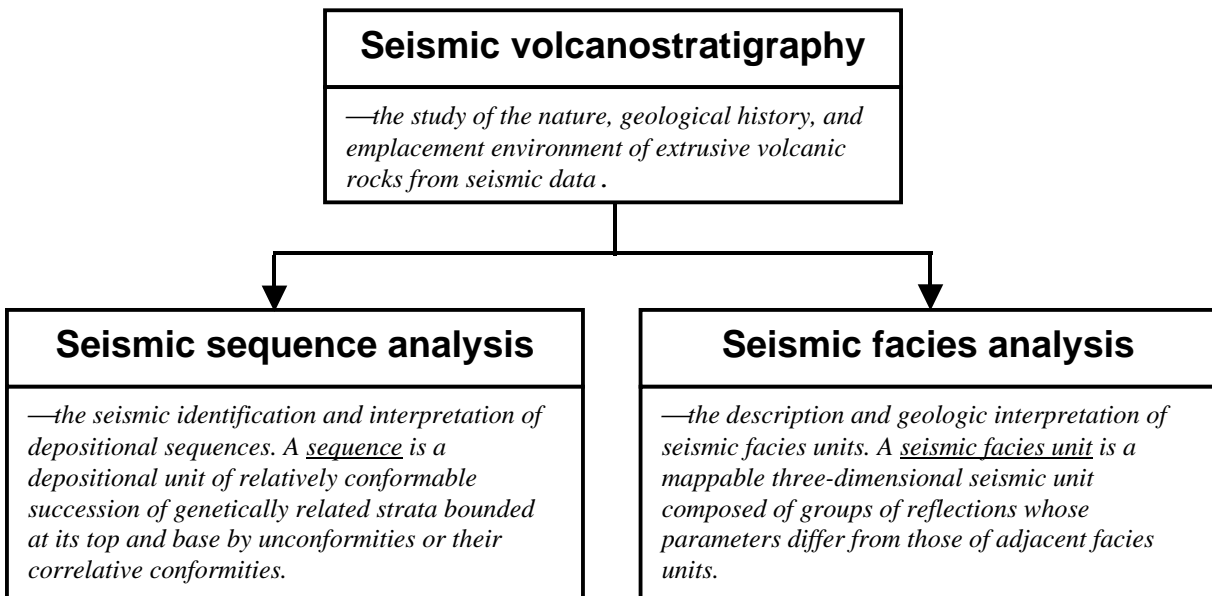 Seismic volcanostratigraphy
—the study of the nature, geological history, and
emplacement environment of extrusive volcanic
rocks from seismic data.
Seismic sequence analysis
—the seismic identification and interpretation of
depositional sequences. A sequence is a
depositional unit of relatively conformable
succession of genetically related strata bounded
at its top and base by unconformities or their
correlative conformities.
Seismic facies analysis
—the description and geologic interpretation of
seismic facies units. A seismic facies unit is a
mappable three-dimensional seismic unit
composed of groups of reflections whose
parameters differ from those of adjacent facies
units.